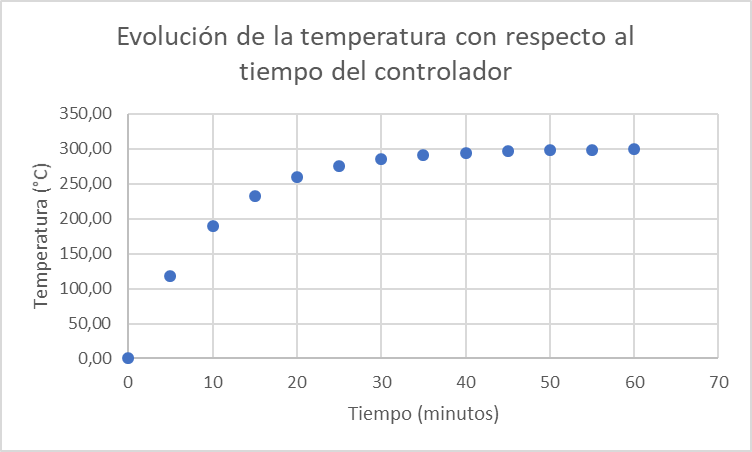 Evolución de la temperatura con respecto al
tiempo del controlador
350,00
300,00
250,00
200,00
150,00
100,00
50,00
0,00
Temperatura (°C)
0 10 20 30 40 50 60 70
Tiempo (minutos)